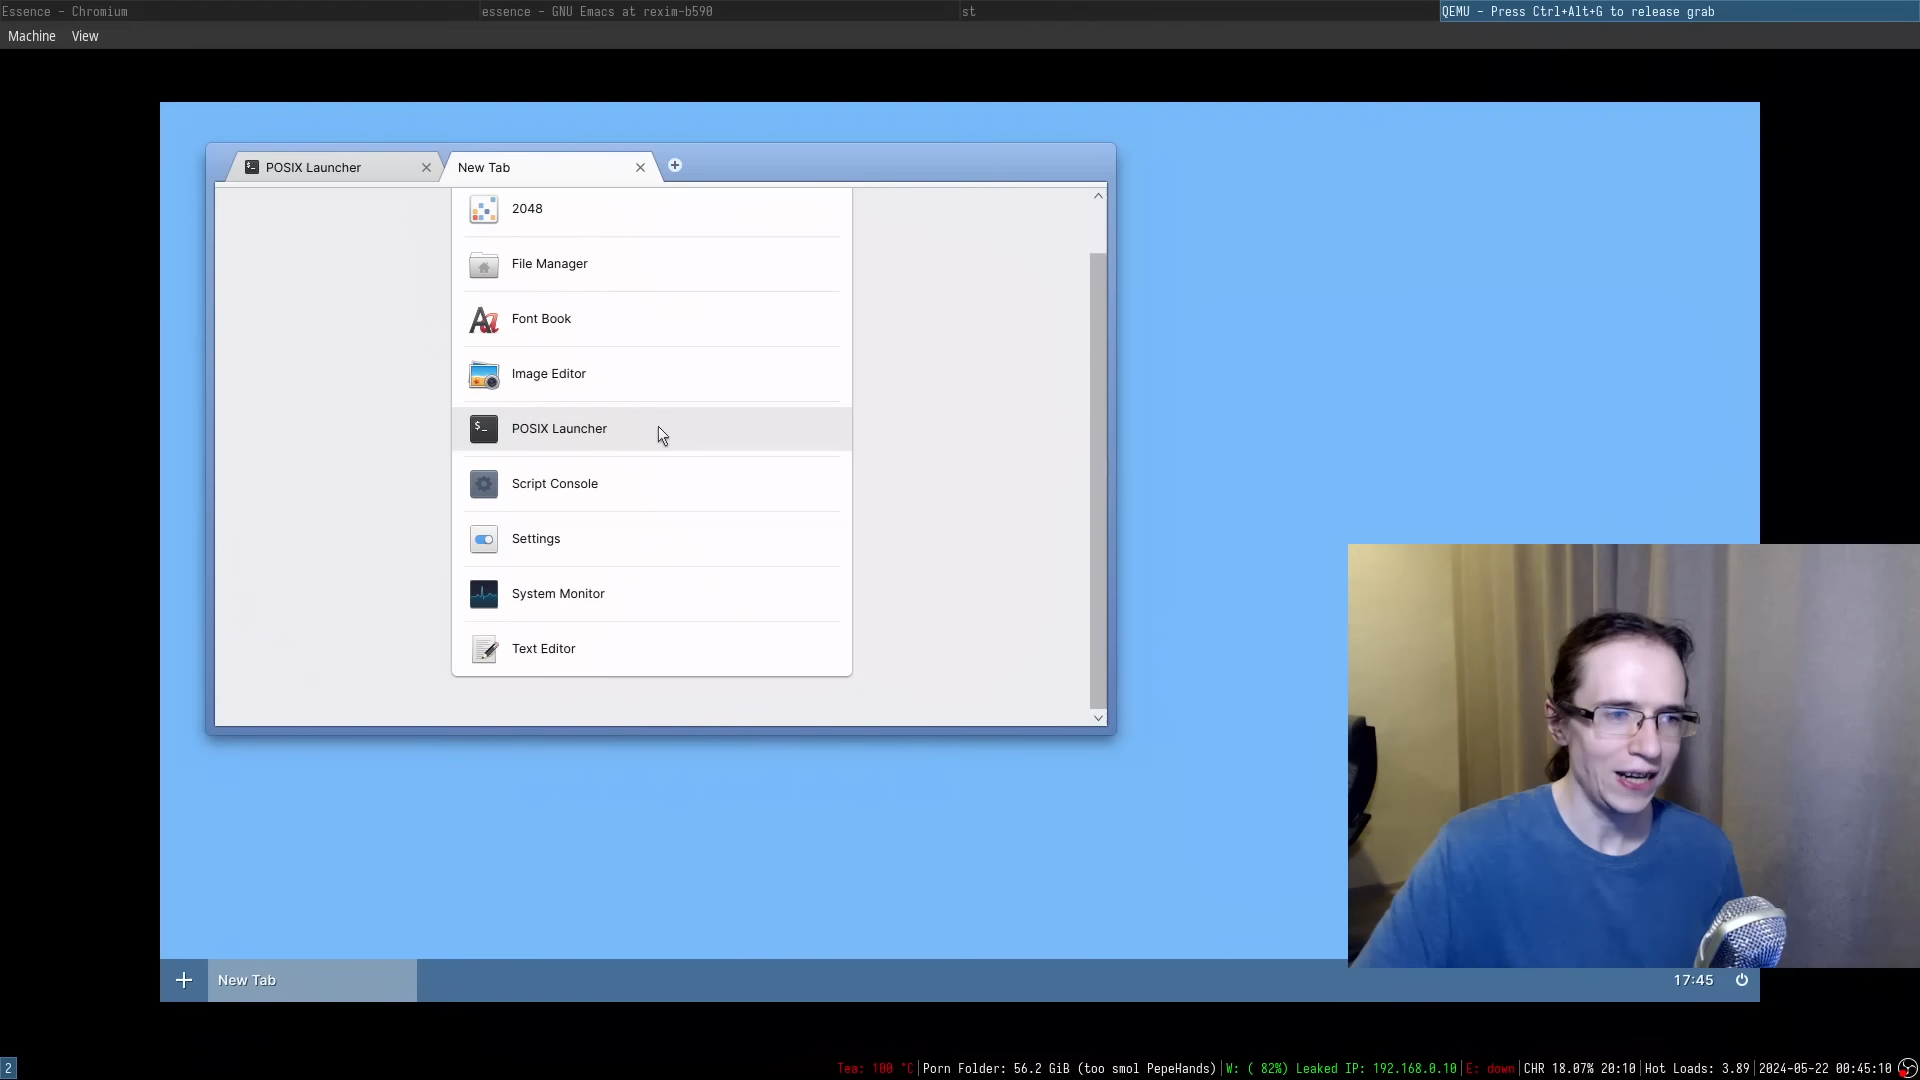 Essence - Chromium
essence - GNU Emacs at rexim-b590
st
QEMU - Press Ctrl+Alt+G to release grab
Machine View
POSIX Launcher
New Tab
2048
File Manager
Font Book
Image Editor
$_ POSIX Launcher
Script Console
Settings
System Monitor
Text Editor
New Tab
17:45
2
Tea: 100 °C|Porn Folder: 56.2 GiB (too smol PepeHands)|W: ( 82%) Leaked IP: 192.168.0.10|E: down|CHR 18.07% 20:10|Hot Loads: 3.89|2024-05-22 00:45:10